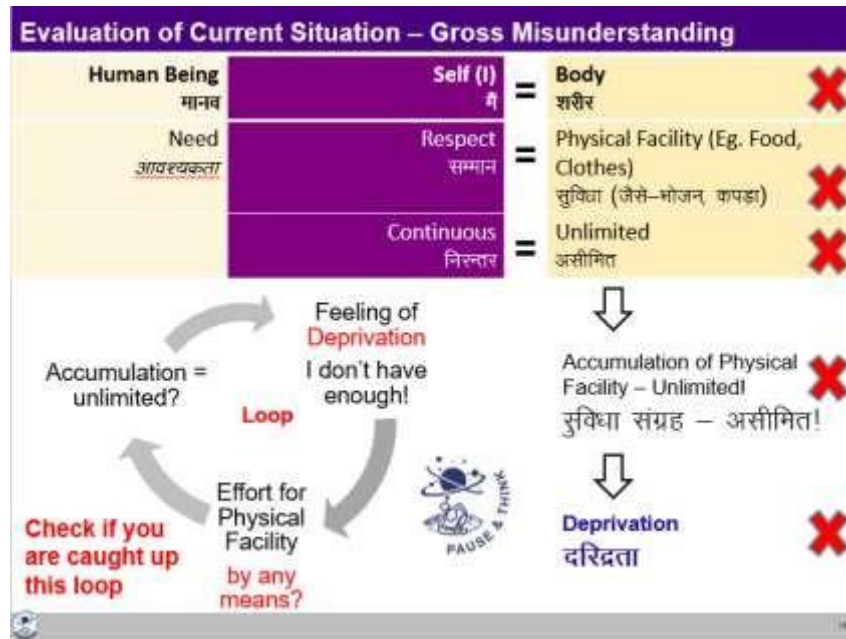 Evaluation of Current Situation – Gross Misunderstanding
Human Being
मानव
Self (I)
मैं
=
Body
शरीर
Need
आवश्यकता
Respect
सम्मान
=
Physical Facility (Eg. Food,
Clothes)
सुविधा (जैसे–भोजन, कपडा)
Continuous
निरन्तर
=
Unlimited
असीमित
Feeling of
Deprivation
I don't have
enough!
Accumulation =
unlimited?
Loop
Effort for
Physical
Facility
by any
means?
Check if you
are caught up
this loop
PAUSE & THINK
Accumulation of Physical
Facility – Unlimited!
सुविधा संग्रह – असीमित!
Deprivation
दरिद्रता